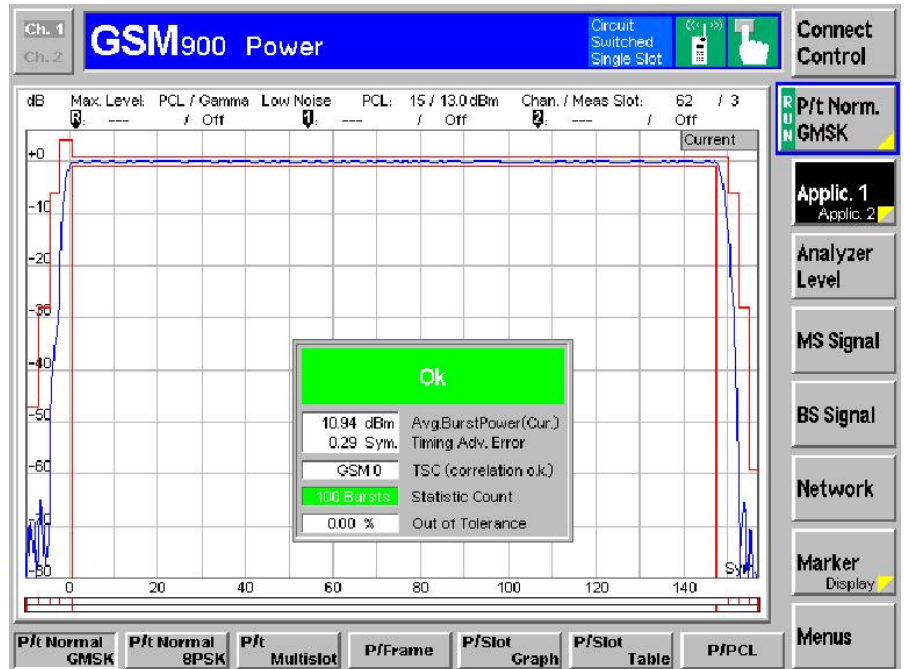 Ch. 1
Ch. 2
GSM900 Power
Circuit
Switched
Single Slot
Connect
Control
dB Max. Level: PCL / Gamma Low Noise PCL: 15 / 13.0 dBm Chan. / Meas Slot: 62 / 3
R: --- / Off 1: --- / Off 2: --- / Off
Current
RUN
P/t Norm.
GMSK
Applic. 1
Applic. 2
Analyzer
Level
MS Signal
BS Signal
Network
Marker
Display
Menus
+0
-10
-20
-30
-40
-50
-60
-70
-80
Ok
10.94 dBm Avg.BurstPower(Cur.)
0.29 Sym. Timing Adv. Error
GSM 0 TSC (correlation o.k.)
100 Bursts Statistic Count
0.00 % Out of Tolerance
0 20 40 60 80 100 120 140
P/t Normal
GMSK
P/t Normal
8PSK
P/t
Multislot
P/Frame
P/Slot
Graph
P/Slot
Table
P/PCL